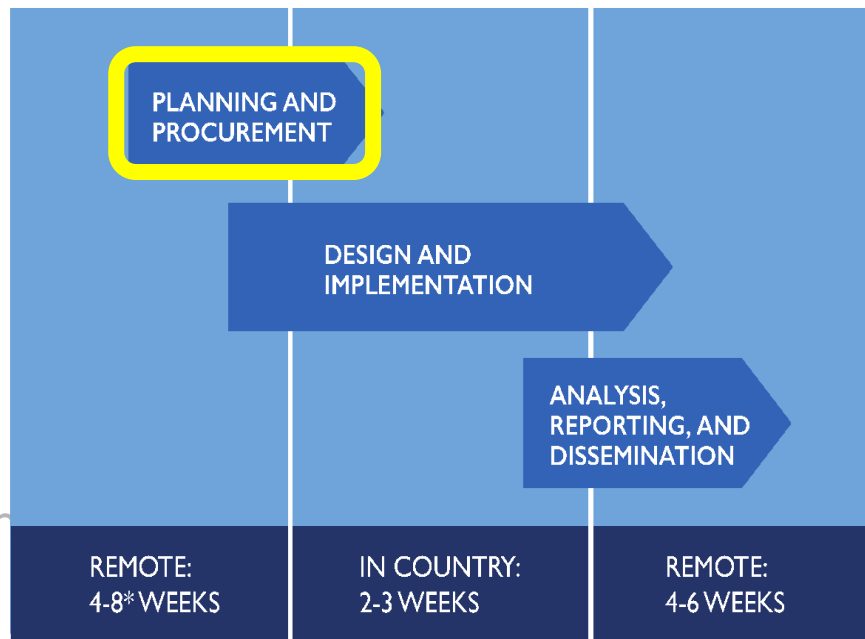 PLANNING AND
PROCUREMENT
DESIGN AND
IMPLEMENTATION
ANALYSIS,
REPORTING, AND
DISSEMINATION
REMOTE:
4-8* WEEKS
IN COUNTRY:
2-3 WEEKS
REMOTE:
4-6 WEEKS